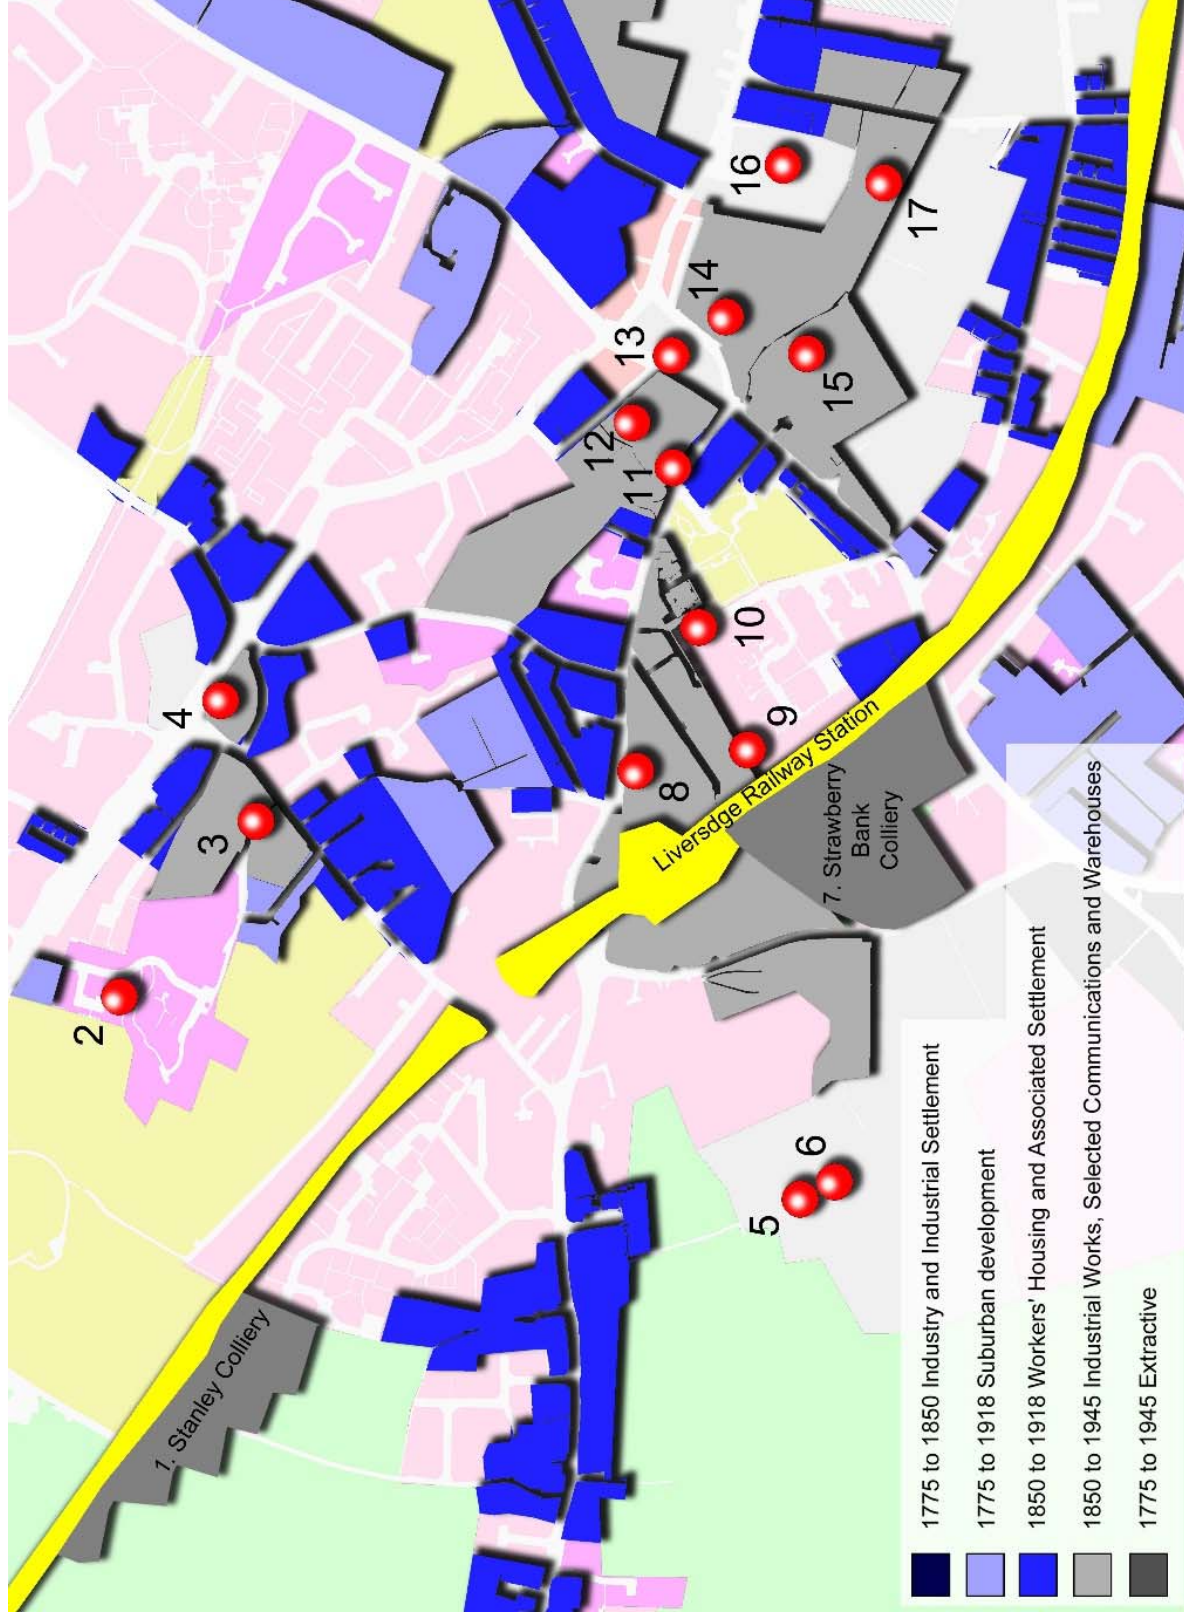 1. Stanley Colliery
2
3
4
5
6
7. Strawberry
Bank
Colliery
Liversdge Railway Station
8
9
10
11
12
13
14
15
16
17
1775 to 1850 Industry and Industrial Settlement
1775 to 1918 Suburban development
1850 to 1918 Workers' Housing and Associated Settlement
1850 to 1945 Industrial Works, Selected Communications and Warehouses
1775 to 1945 Extractive